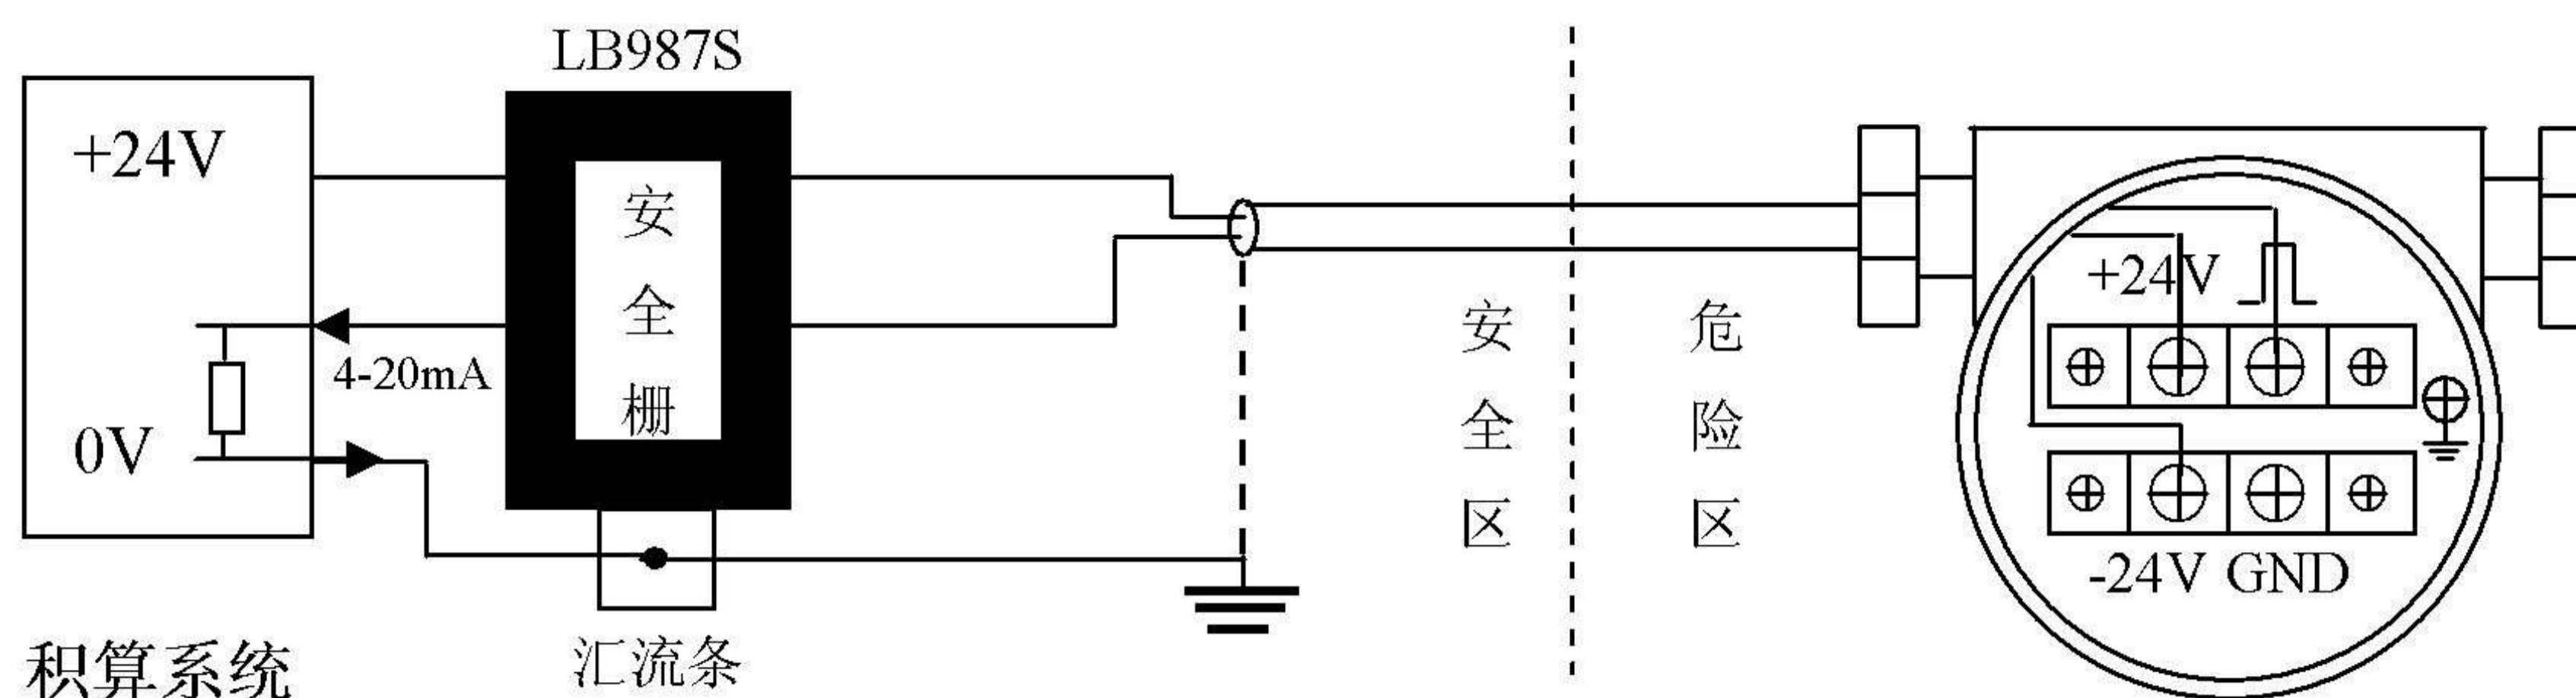 LB987S
+24V
安全栅
4-20mA
0V
积算系统
汇流条
安全区
危险区
+24V
-24V GND